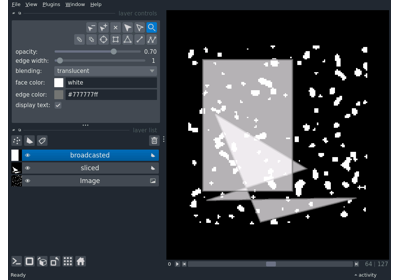 File View Plugins Window Help
layer controls
opacity: 0.70
edge width: 1
blending: translucent
face color: white
edge color: #777777ff
display text:
layer list
broadcasted
sliced
Image
64 127
Ready
activity